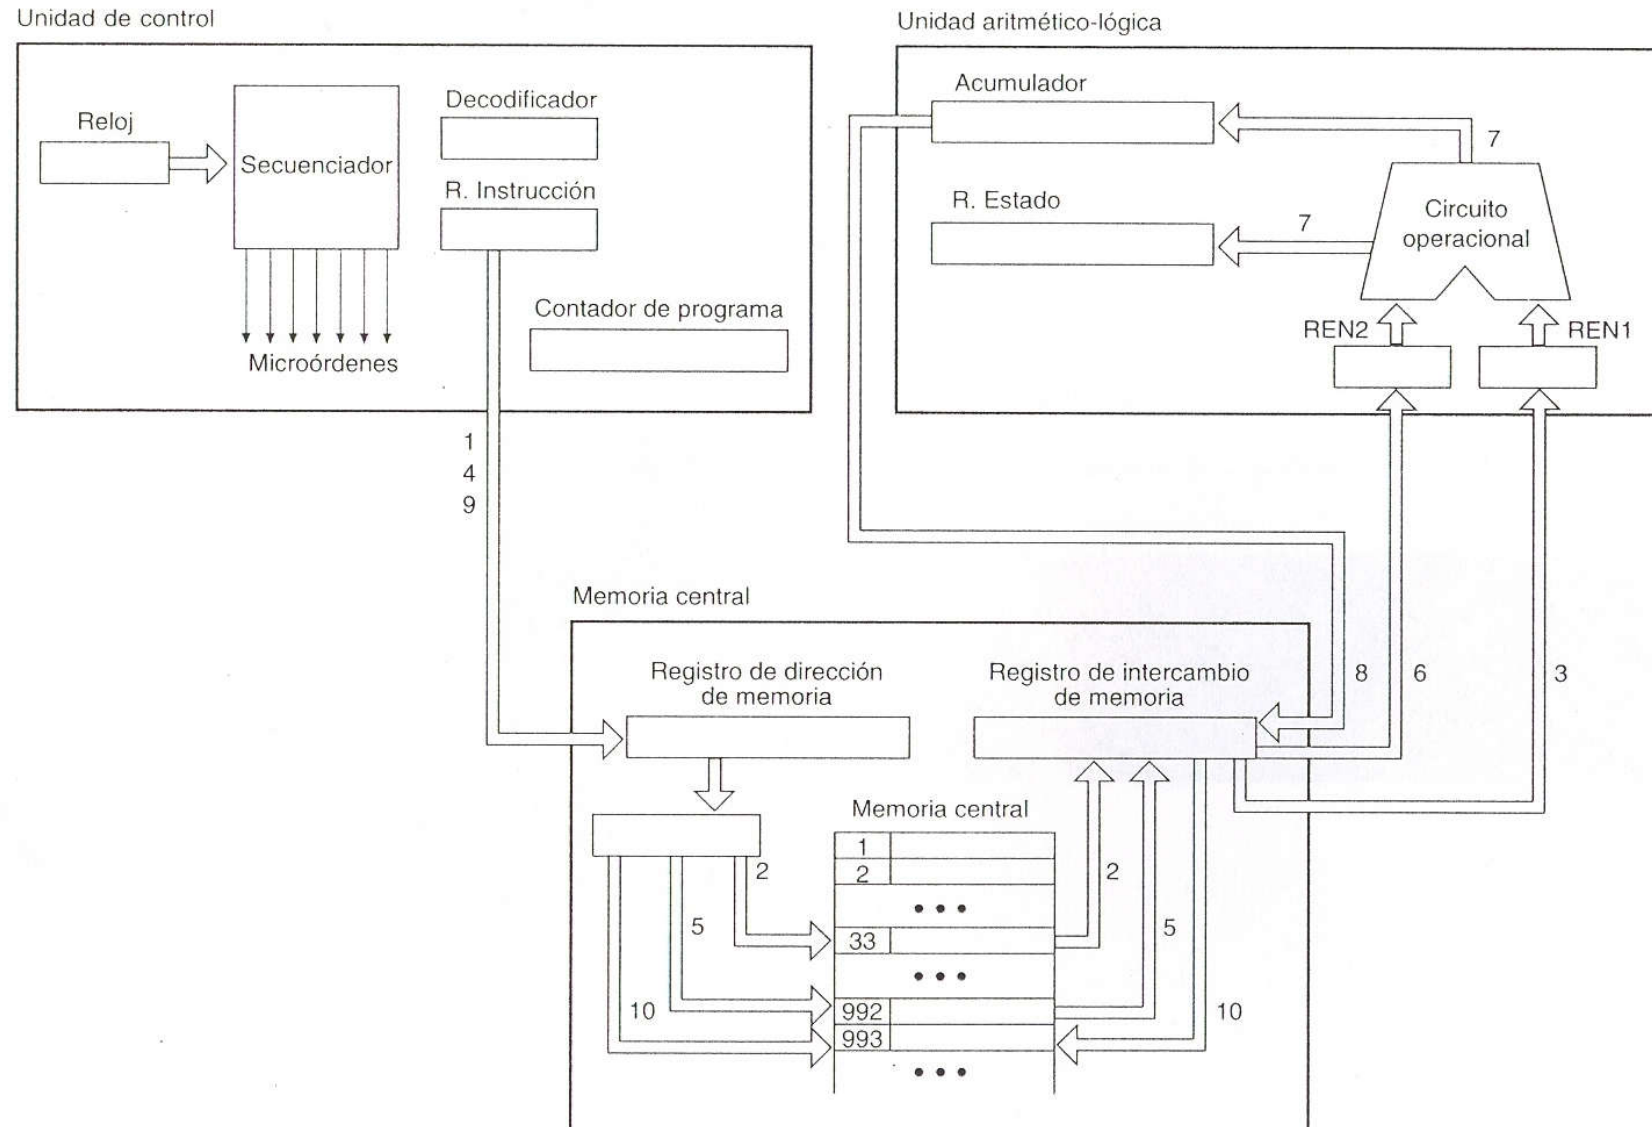 Unidad de control
Reloj
Secuenciador
Decodificador
R. Instrucción
Contador de programa
Microórdenes
1
4
9
Unidad aritmético-lógica
Acumulador
7
R. Estado
7
Circuito
operacional
REN2
REN1
Memoria central
Registro de dirección
de memoria
Registro de intercambio
de memoria
8
6
3
Memoria central
1
2
2
2
5
33
5
10
992
10
993